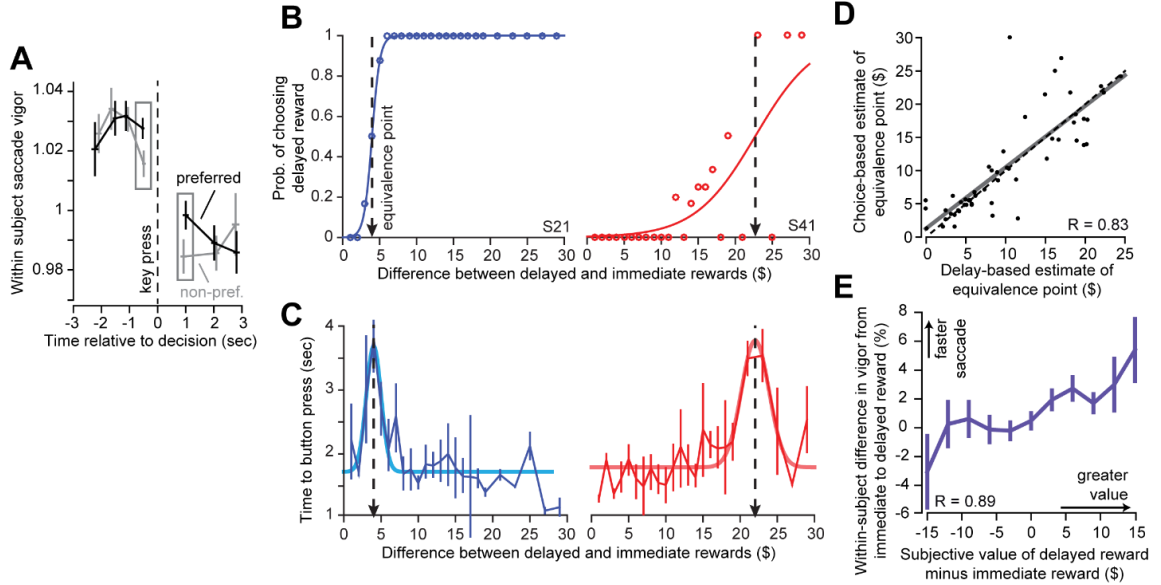 A
Within subject saccade vigor
1.04
1.02
1
0.98
key press
preferred
non-pref.
-3
-2
-1
0
1
2
3
Time relative to decision (sec)
B
Prob. of choosing
delayed reward
1
0.8
0.6
0.4
0.2
0
equivalence point
S21
0
5
10
15
20
25
30
S41
0
5
10
15
20
25
30
Difference between delayed and immediate rewards ($)
C
Time to button press (sec)
4
3
2
1
0
5
10
15
20
25
30
0
5
10
15
20
25
30
Difference between delayed and immediate rewards ($)
D
Choice-based estimate of
equivalence point ($)
30
25
20
15
10
5
0
R = 0.83
0
5
10
15
20
25
Delay-based estimate of
equivalence point ($)
E
Within-subject difference in vigor from
immediate to delayed reward (%)
8
6
4
2
0
-2
-4
-6
faster
saccade
greater
value
R = 0.89
-15
-10
-5
0
5
10
15
Subjective value of delayed reward
minus immediate reward ($)